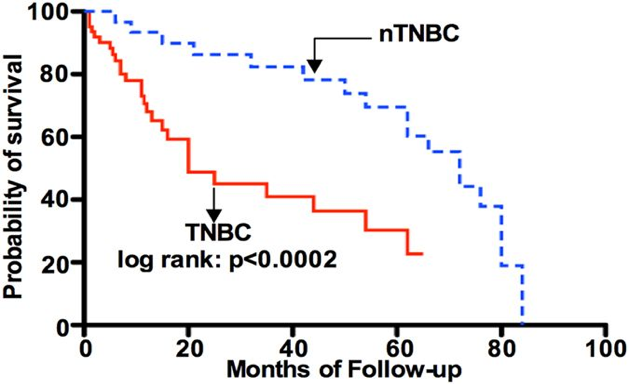 100
nTNBC
80
60
40
TNBC
log rank: p<0.0002
20
0
0 20 40 60 80 100
Months of Follow-up
Probability of survival